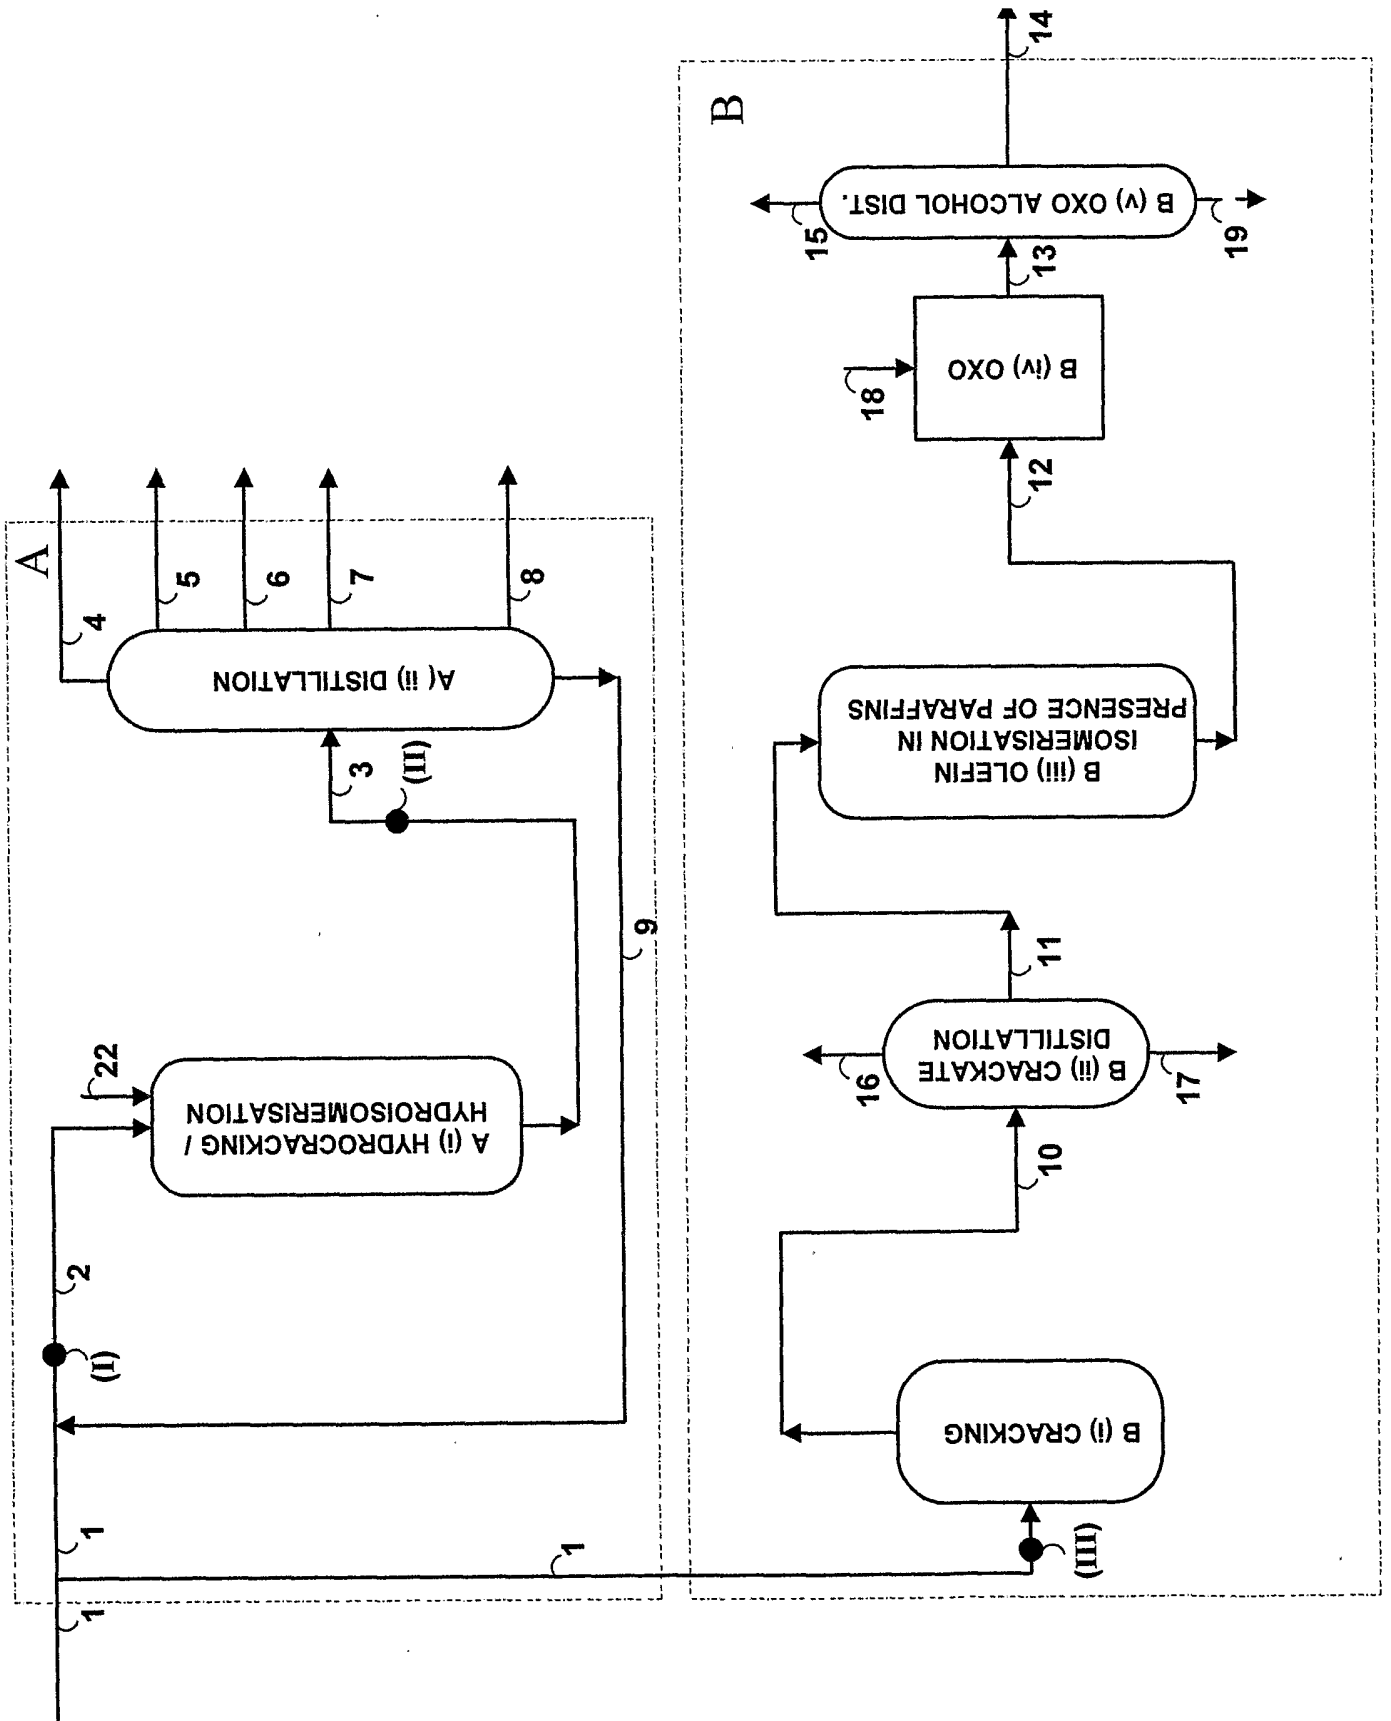 A
4
5
6
7
8
A( ii) DISTILLATION
3
(II)
9
22
A (i) HYDROCRACKING /
HYDROISOMERISATION
2
(I)
1
1
1
B
14
15
B (v) OXO ALCOHOL DIST.
19
13
18
B (iv) OXO
12
B (iii) OLEFIN
ISOMERISATION IN
PRESENCE OF PARAFFINS
11
16
B (ii) CRACKATE
DISTILLATION
17
10
B (i) CRACKING
(III)